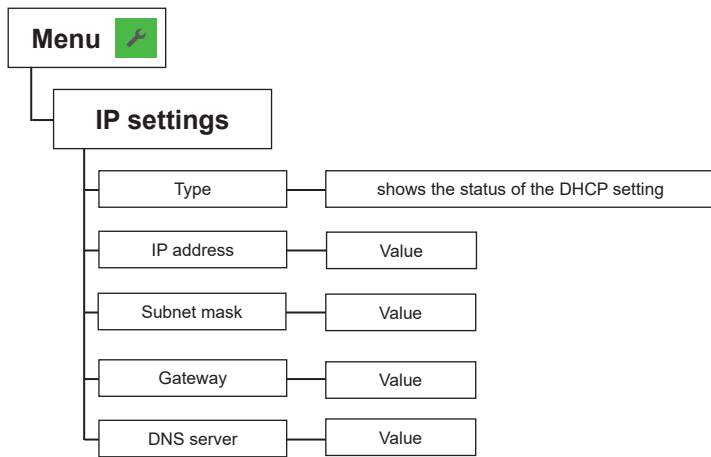 Menu
IP settings
Type
shows the status of the DHCP setting
IP address
Value
Subnet mask
Value
Gateway
Value
DNS server
Value